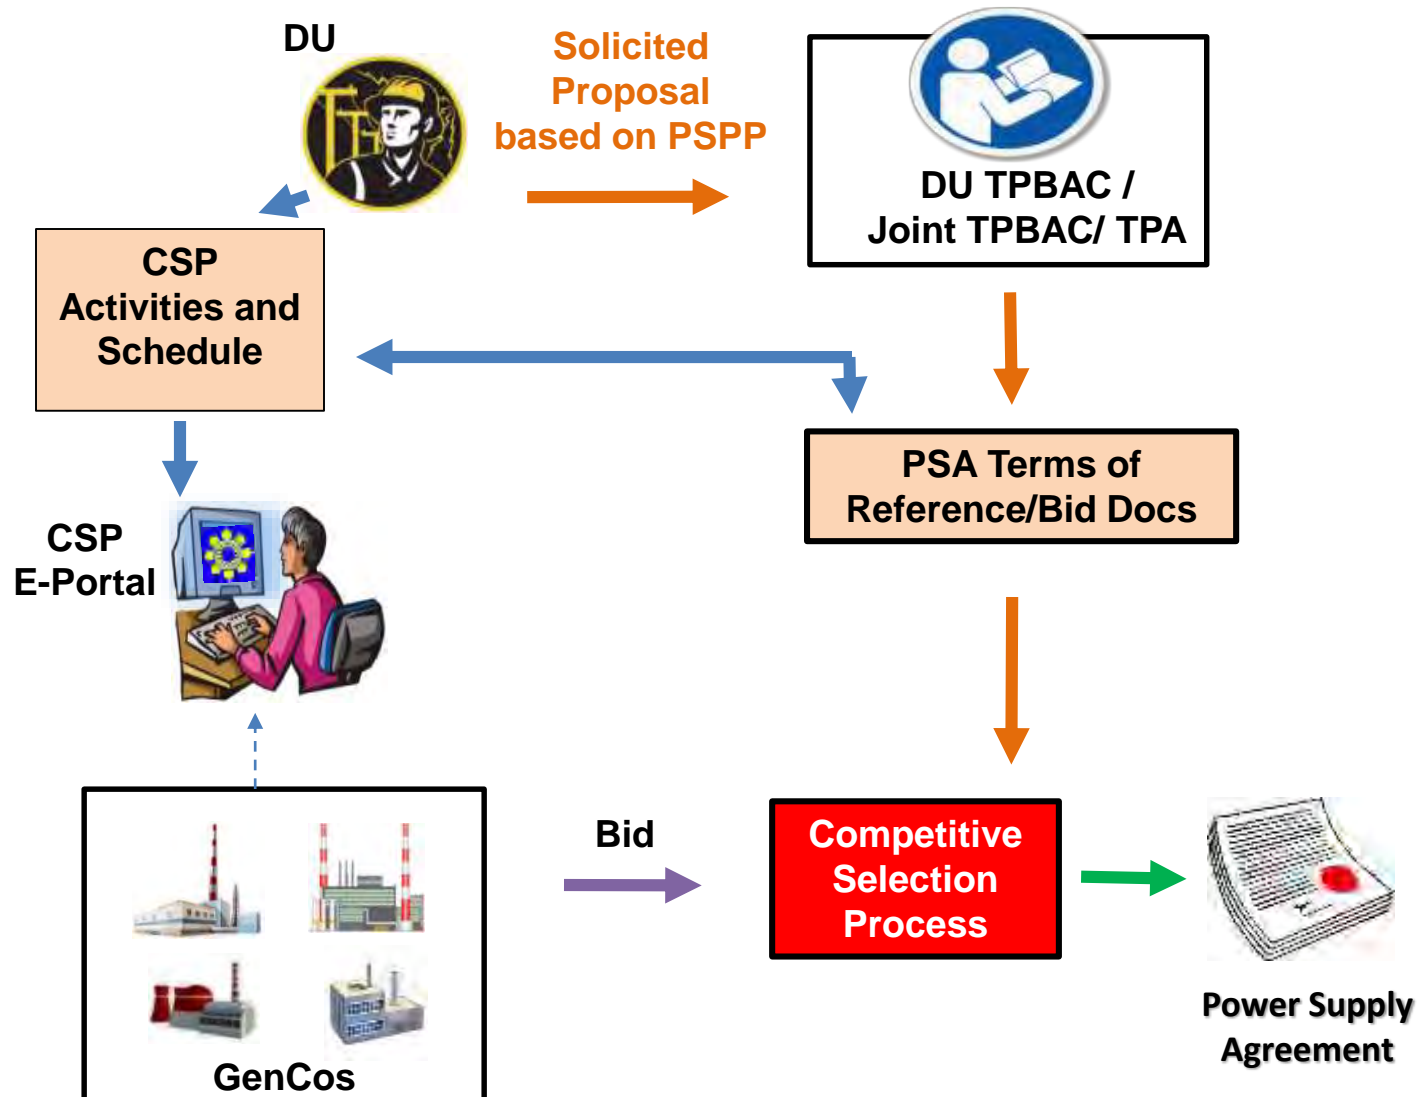 DU
Solicited
Proposal
based on PSPP
DU TPBAC /
Joint TPBAC/ TPA
CSP
Activities and
Schedule
PSA Terms of
Reference/Bid Docs
CSP
E-Portal
Bid
Competitive
Selection
Process
GenCos
Power Supply
Agreement